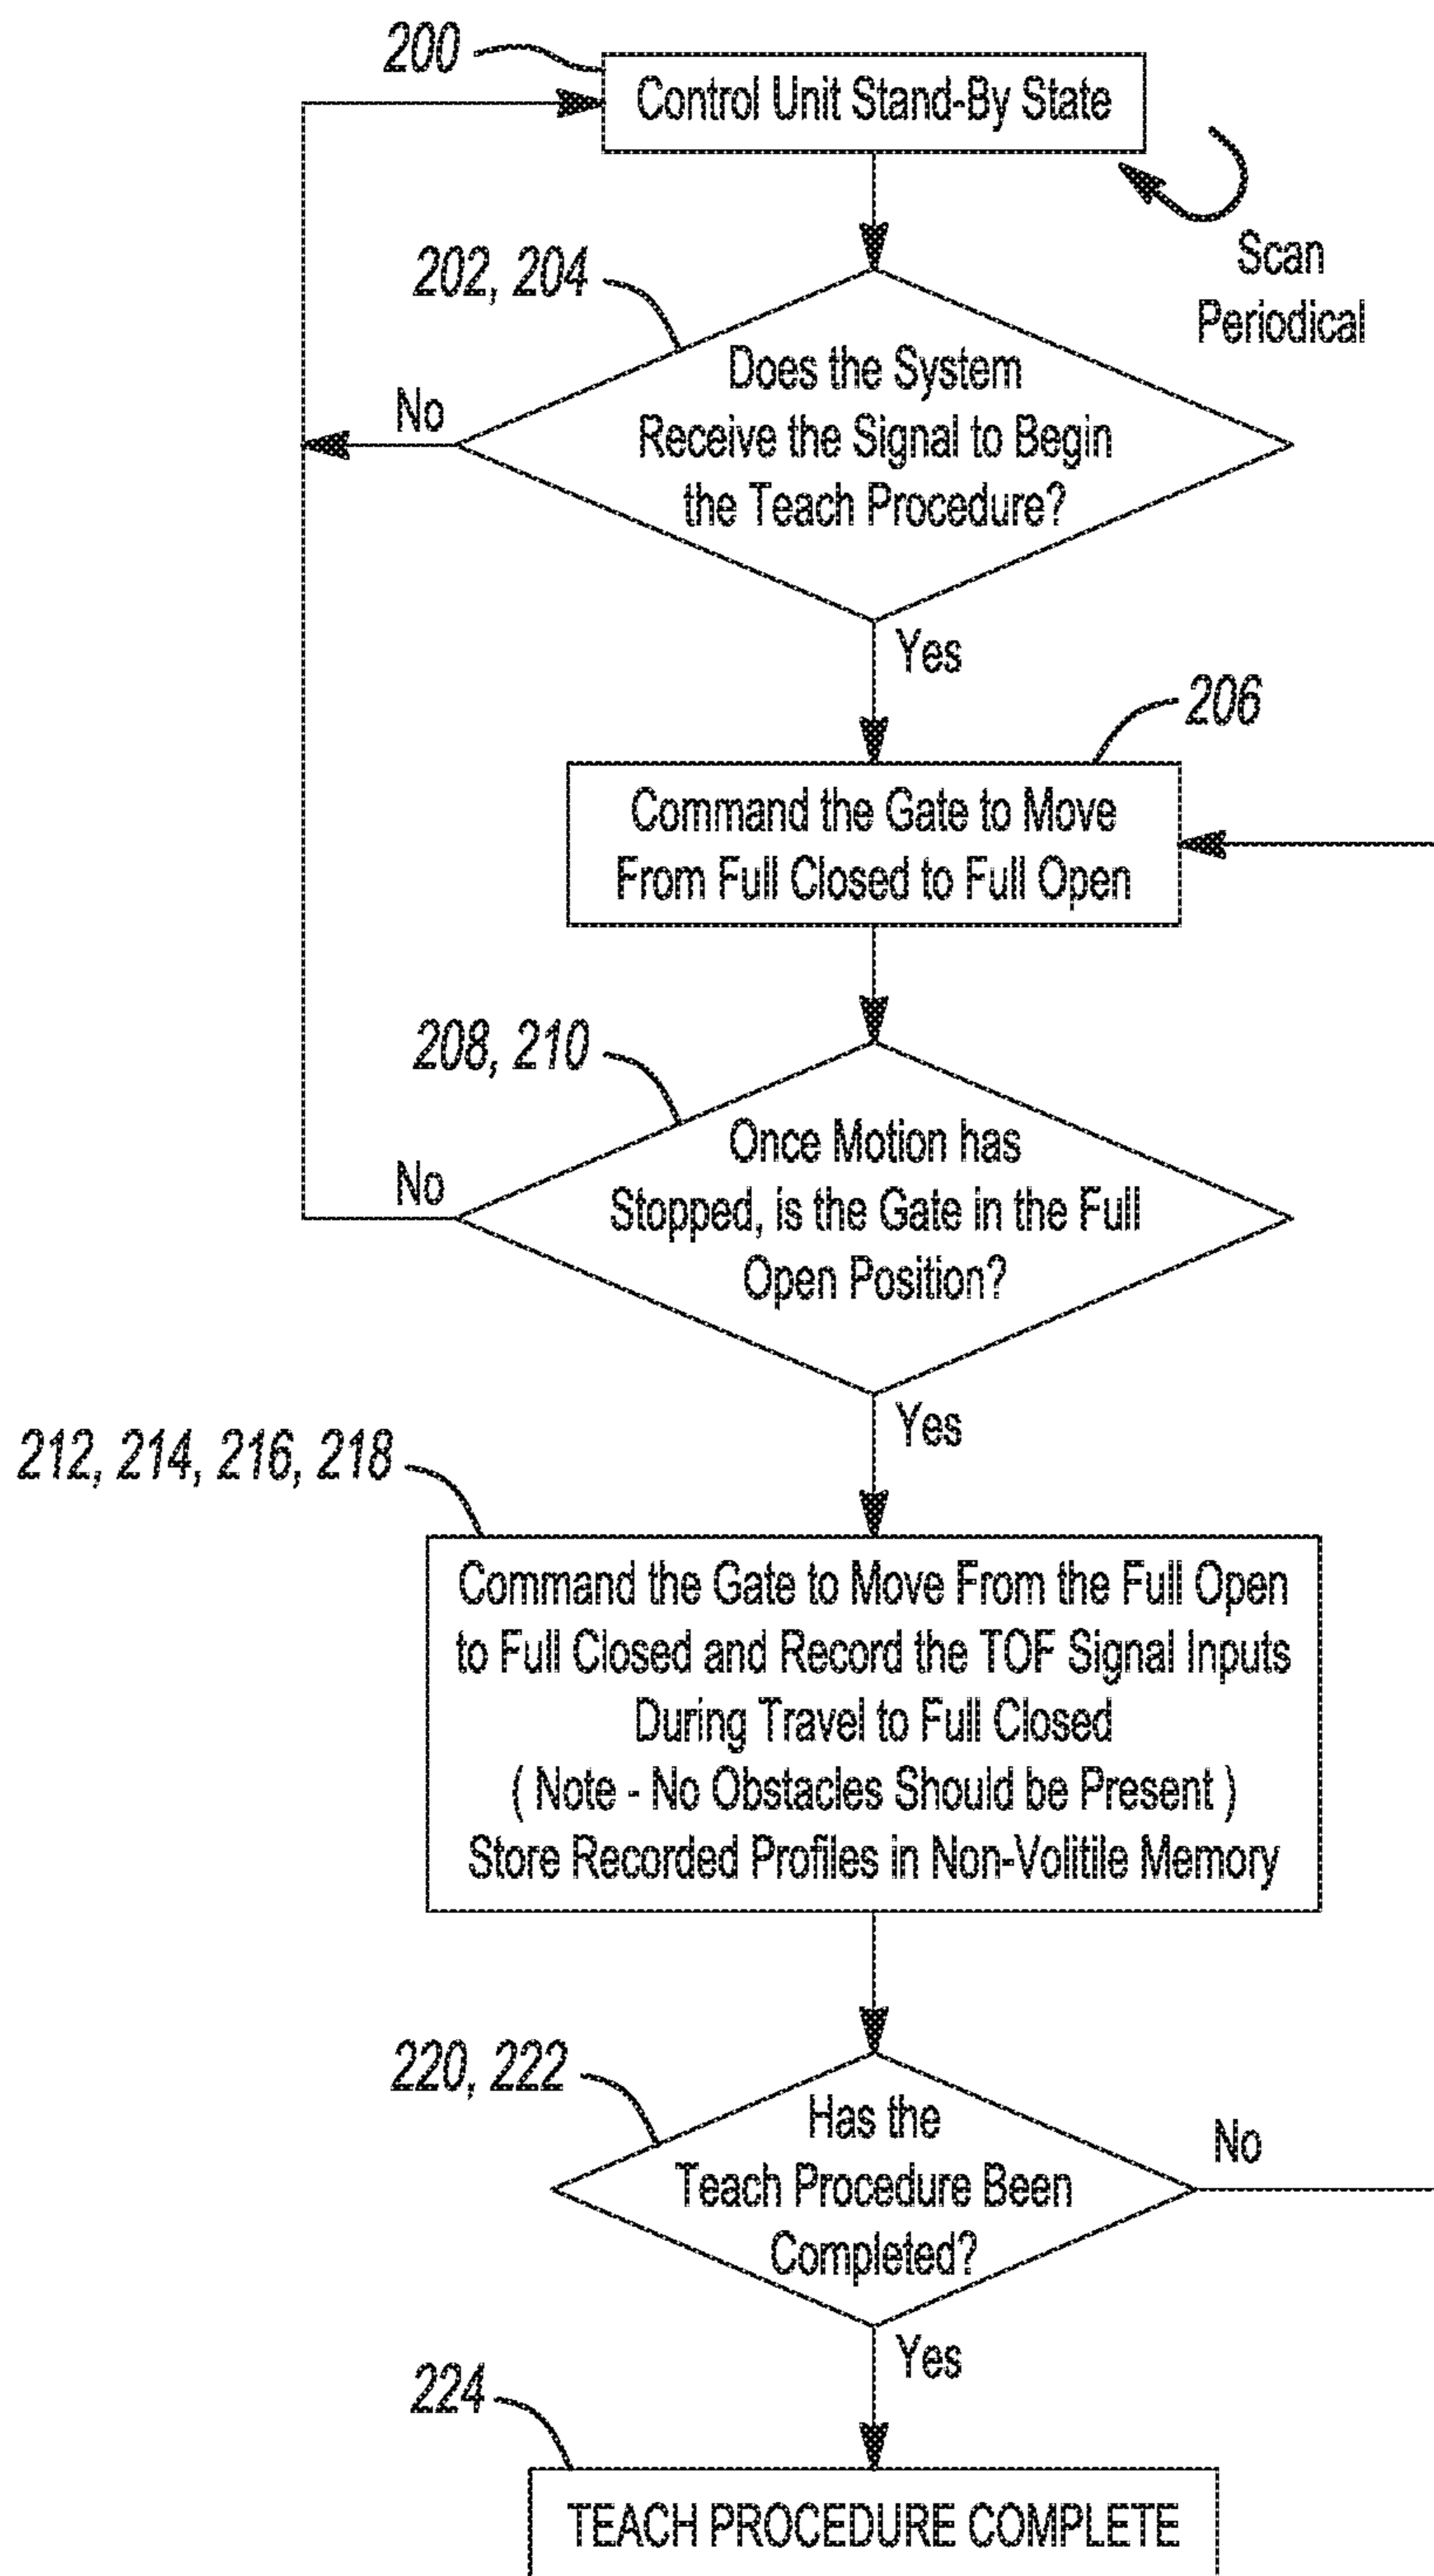 200
Control Unit Stand-By State
Scan
Periodical
202, 204
Does the System
Receive the Signal to Begin
the Teach Procedure?
No
Yes
206
Command the Gate to Move
From Full Closed to Full Open
208, 210
Once Motion has
Stopped, is the Gate in the Full
Open Position?
No
Yes
212, 214, 216, 218
Command the Gate to Move From the Full Open
to Full Closed and Record the TOF Signal Inputs
During Travel to Full Closed
( Note - No Obstacles Should be Present )
Store Recorded Profiles in Non-Volitile Memory
220, 222
Has the
Teach Procedure Been
Completed?
No
Yes
224
TEACH PROCEDURE COMPLETE